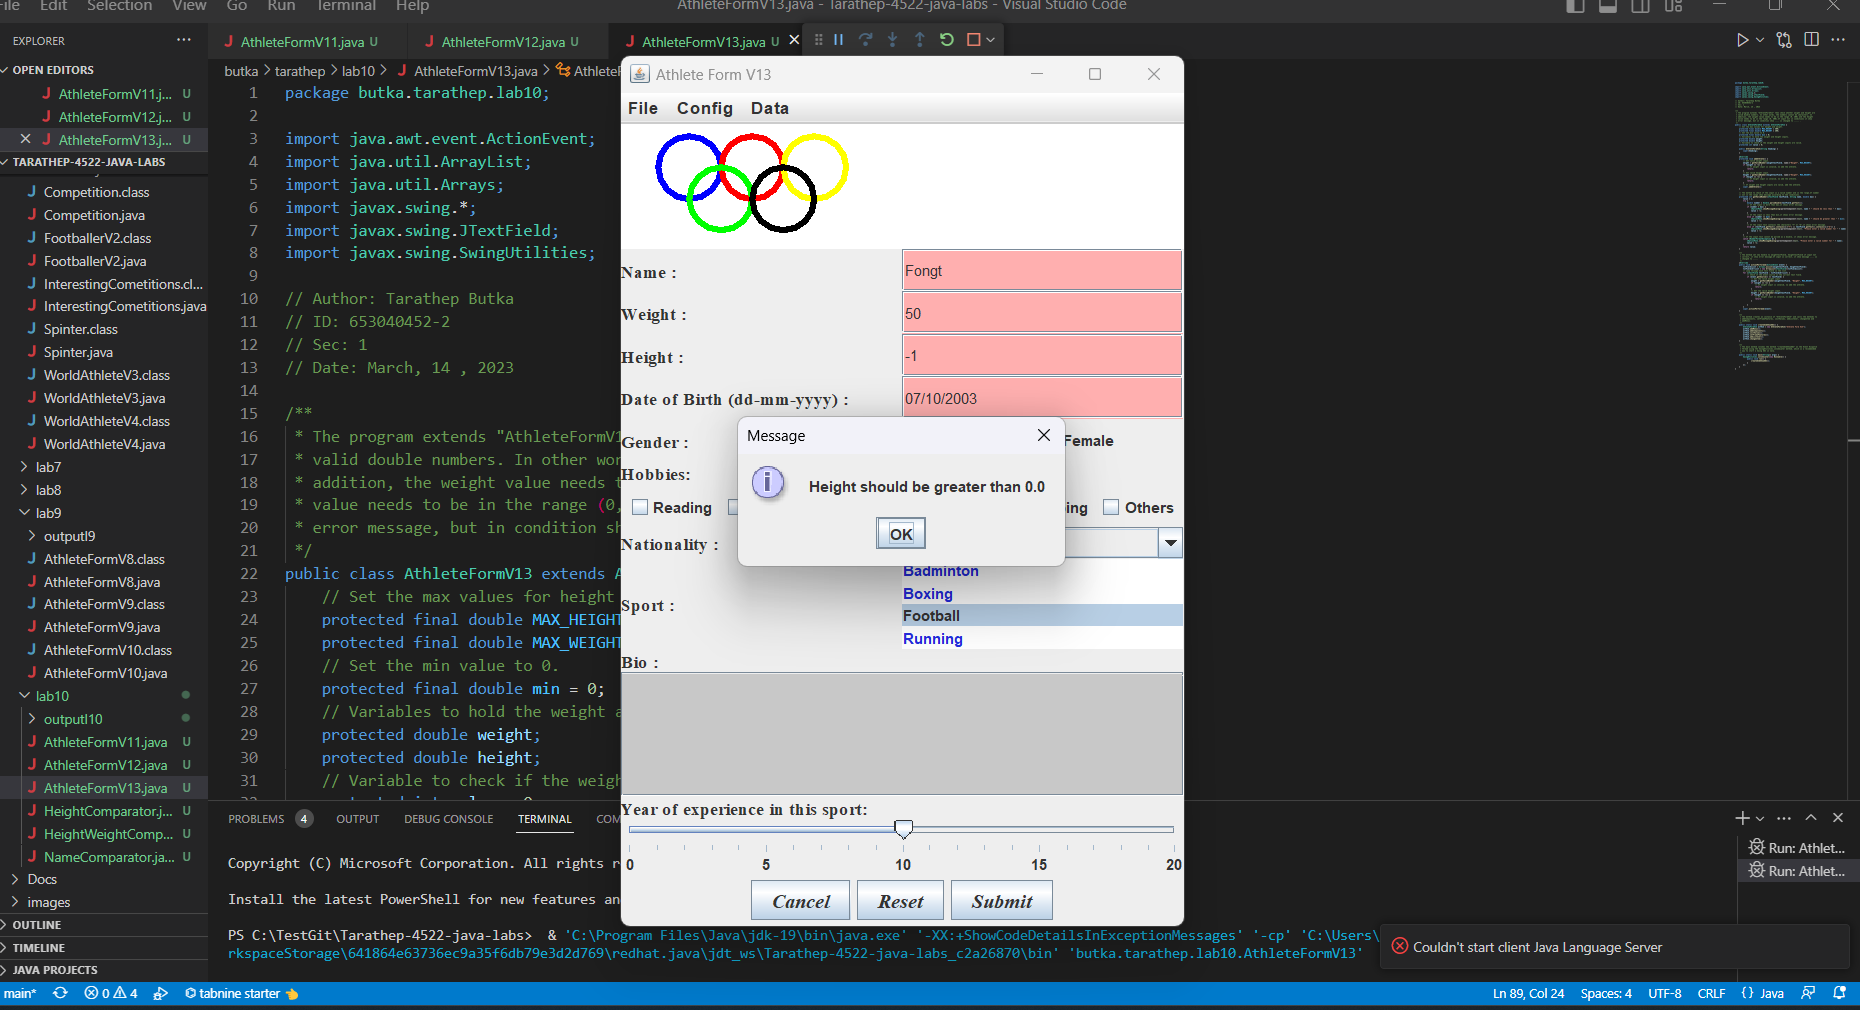 File Edit Selection View Go Run Terminal Help
AthleteFormV13.java - Tarathep-4522-java-labs - Visual Studio Code
EXPLORER
OPEN EDITORS
AthleteFormV11.j... U
AthleteFormV12.j... U
AthleteFormV13.j... U
TARATHEP-4522-JAVA-LABS
Competition.class
Competition.java
FootballerV2.class
FootballerV2.java
InterestingCometitions.cl...
InterestingCometitions.java
Spinter.class
Spinter.java
WorldAthleteV3.class
WorldAthleteV3.java
WorldAthleteV4.class
WorldAthleteV4.java
lab7
lab8
lab9
outputl9
AthleteFormV8.class
AthleteFormV8.java
AthleteFormV9.class
AthleteFormV9.java
AthleteFormV10.class
AthleteFormV10.java
lab10
outputl10
AthleteFormV11.java U
AthleteFormV12.java U
AthleteFormV13.java U
HeightComparator.j... U
HeightWeightComp... U
NameComparator.ja... U
Docs
images
OUTLINE
TIMELINE
JAVA PROJECTS
AthleteFormV11.java U
AthleteFormV12.java U
AthleteFormV13.java U
butka > tarathep > lab10 > AthleteFormV13.java > AthleteF
1 package butka.tarathep.lab10;
2
3 import java.awt.event.ActionEvent;
4 import java.util.ArrayList;
5 import java.util.Arrays;
6 import javax.swing.*;
7 import javax.swing.JTextField;
8 import javax.swing.SwingUtilities;
9
10 // Author: Tarathep Butka
11 // ID: 653040452-2
12 // Sec: 1
13 // Date: March, 14 , 2023
14
15 /**
16 * The program extends "AthleteFormV1
17 * valid double numbers. In other wor
18 * addition, the weight value needs t
19 * value needs to be in the range (0,
20 * error message, but in condition sh
21 */
22 public class AthleteFormV13 extends A
23 // Set the max values for height
24 protected final double MAX_HEIGHT
25 protected final double MAX_WEIGHT
26 // Set the min value to 0.
27 protected final double min = 0;
28 // Variables to hold the weight a
29 protected double weight;
30 protected double height;
31 // Variable to check if the weigh
Athlete Form V13
File Config Data
Name : Fongt
Weight : 50
Height : -1
Date of Birth (dd-mm-yyyy) : 07/10/2003
Gender : Female
Hobbies:
Reading ing Others
Nationality :
Sport :
Badminton
Boxing
Football
Running
Bio :
Year of experience in this sport:
0 5 10 15 20
Cancel Reset Submit
Message
Height should be greater than 0.0
OK
PROBLEMS 4 OUTPUT DEBUG CONSOLE TERMINAL COM
Copyright (C) Microsoft Corporation. All rights r
Install the latest PowerShell for new features an
PS C:\TestGit\Tarathep-4522-java-labs> & 'C:\Program Files\Java\jdk-19\bin\java.exe' '-XX:+ShowCodeDetailsInExceptionMessages' '-cp' 'C:\Users\
rkspaceStorage\641864e63736ec9a35f6db79e3d2d769\redhat.java\jdt_ws\Tarathep-4522-java-labs_c2a26870\bin' 'butka.tarathep.lab10.AthleteFormV13'
Run: Athlet...
Run: Athlet...
Couldn't start client Java Language Server
main* 0 4 tabnine starter
Ln 89, Col 24 Spaces: 4 UTF-8 CRLF {} Java